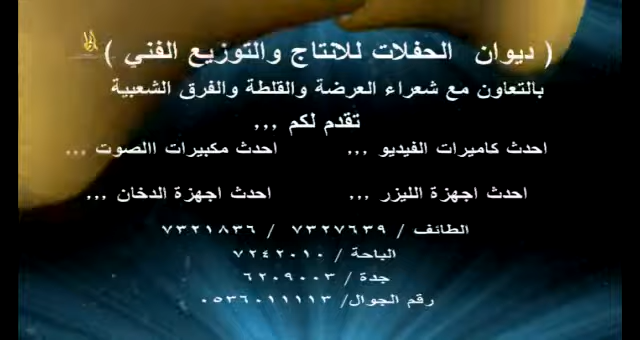 ( ديوان الحفلات للانتاج والتوزيع الفني )
بالتعاون مع شعراء العرضة والقلطة والفرق الشعبية
تقدم لكم ,,,
احدث كاميرات الفيديو ,,, احدث مكبيرات االصوت ,,,
احدث اجهزة الليزر ,,, احدث اجهزة الدخان ,,,
الطائف / ٧٣٢٧٦٣٩ / ٧٣٢١٨٣٦
الباحة / ٧٢٤٢٠١٠
جدة / ٦٢٠٩٠٠٣
رقم الجوال/ ٠٥٣٦٠١١١١٣